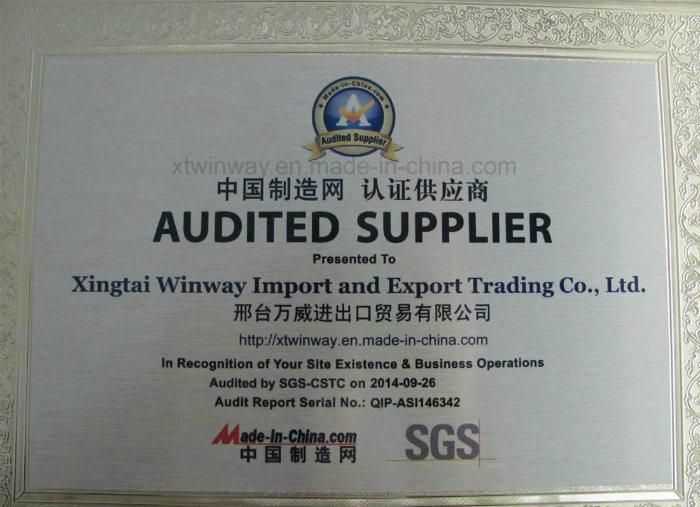 Made-in-China.com
Audited Supplier
xtwinway.en.made-in-china.com
中国制造网 认证供应商
AUDITED SUPPLIER
Presented To
Xingtai Winway Import and Export Trading Co., Ltd.
邢台万威进出口贸易有限公司
http://xtwinway.en.made-in-china.com
In Recognition of Your Site Existence & Business Operations
Audited by SGS-CSTC on 2014-09-26
Audit Report Serial No.: QIP-ASI146342
Made-in-China.com SGS
中国制造网